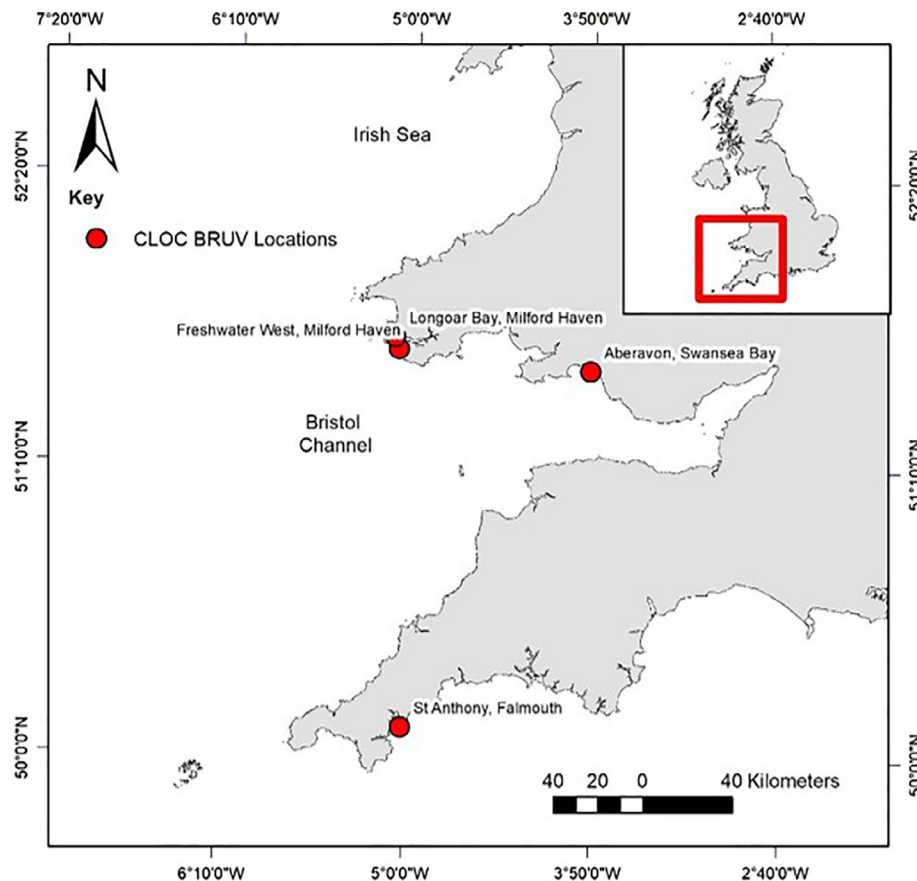 7°20'0"W 6°10'0"W 5°0'0"W 3°50'0"W 2°40'0"W
N
Irish Sea
52°20'0"N
52°20'0"N
Key
CLOC BRUV Locations
Longoar Bay, Milford Haven
Freshwater West, Milford Haven
Aberavon, Swansea Bay
Bristol
Channel
51°10'0"N
51°10'0"N
St Anthony, Falmouth
50°0'0"N
50°0'0"N
40 20 0 40 Kilometers
6°10'0"W 5°0'0"W 3°50'0"W 2°40'0"W